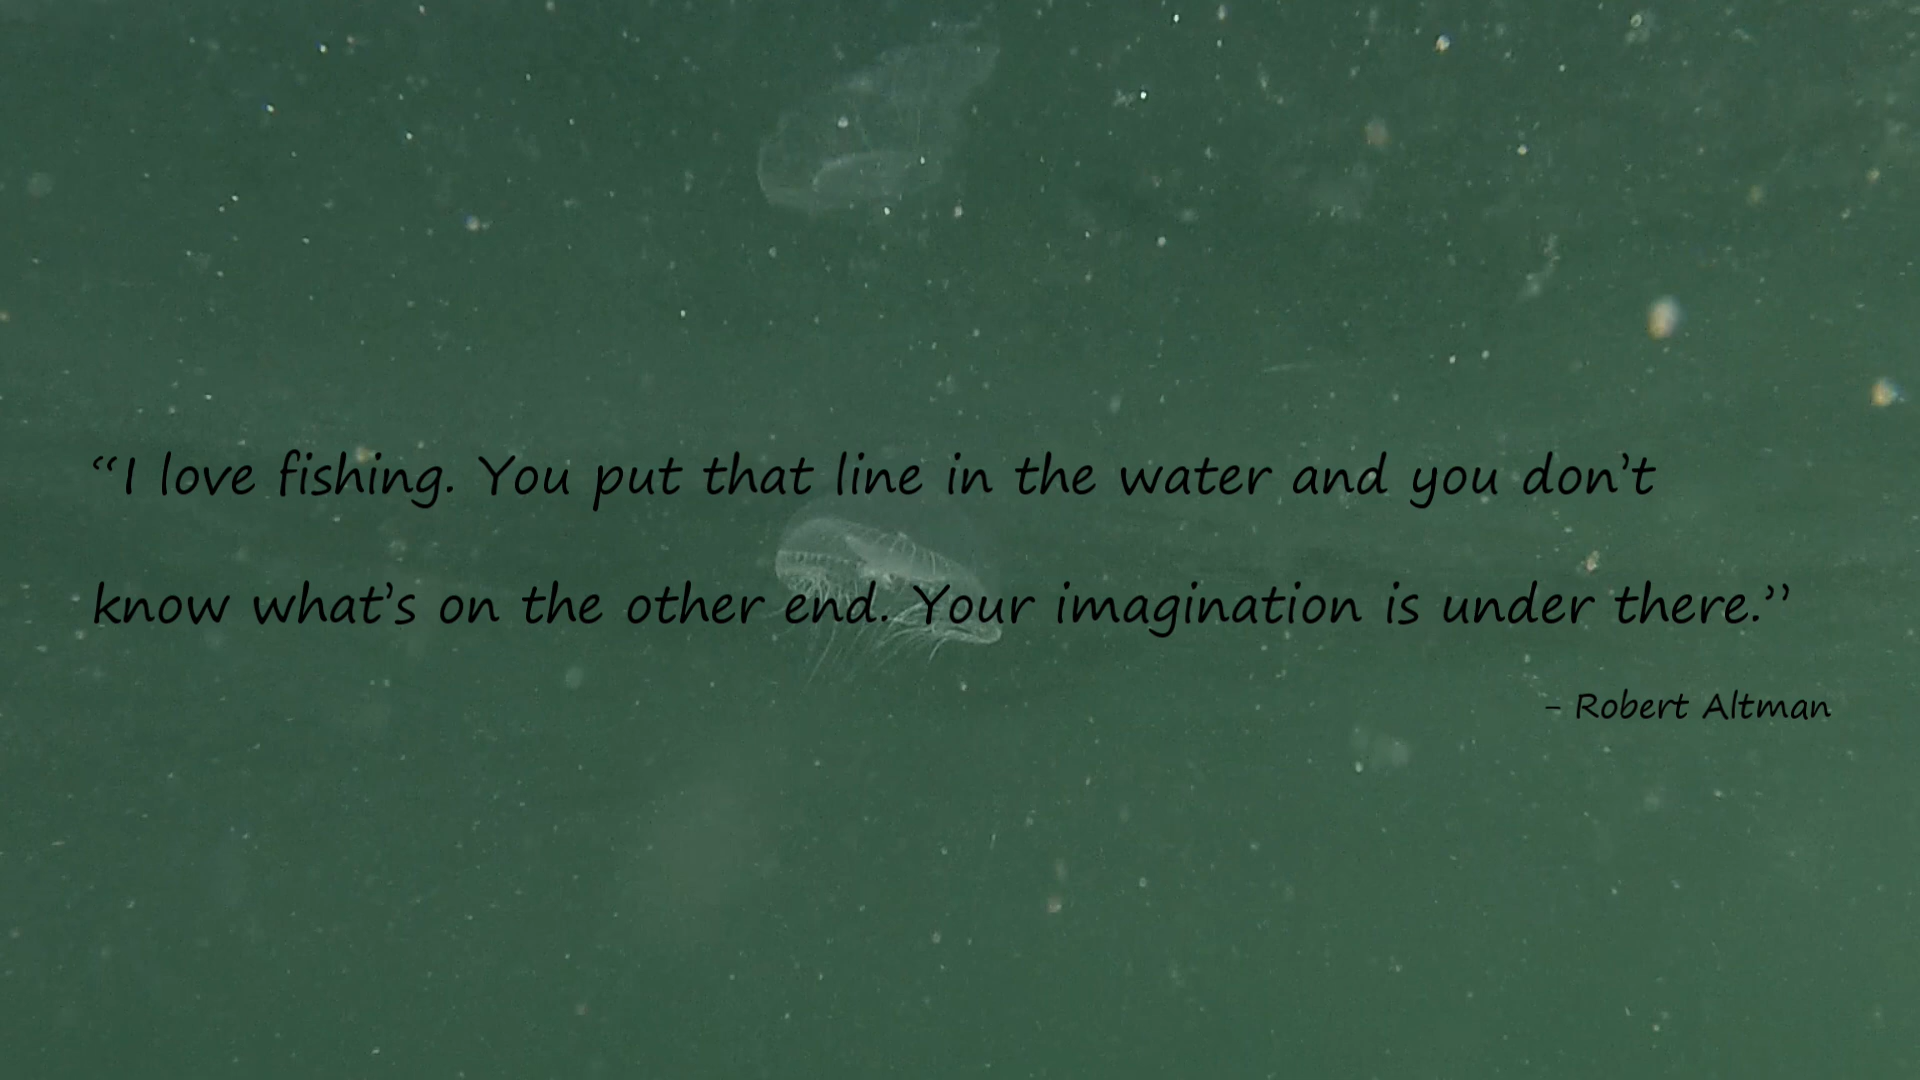 “I love fishing. You put that line in the water and you don’t
know what’s on the other end. Your imagination is under there.”
– Robert Altman